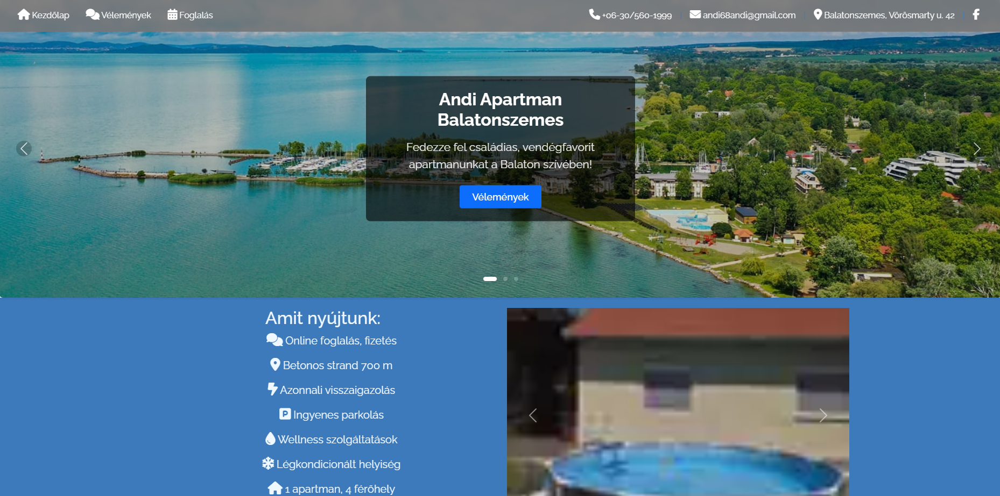 Kezdőlap Vélemények Foglalás +06-30/560-1999 andi68andi@gmail.com Balatonszemes, Vörösmarty u. 42
Andi Apartman
Balatonszemes
Fedezze fel családias, vendégfavorit
apartmanunkat a Balaton szívében!
Vélemények
Amit nyújtunk:
Online foglalás, fizetés
Betonos strand 700 m
Azonnali visszaigazolás
Ingyenes parkolás
Wellness szolgáltatások
Légkondicionált helyiség
1 apartman, 4 férőhely